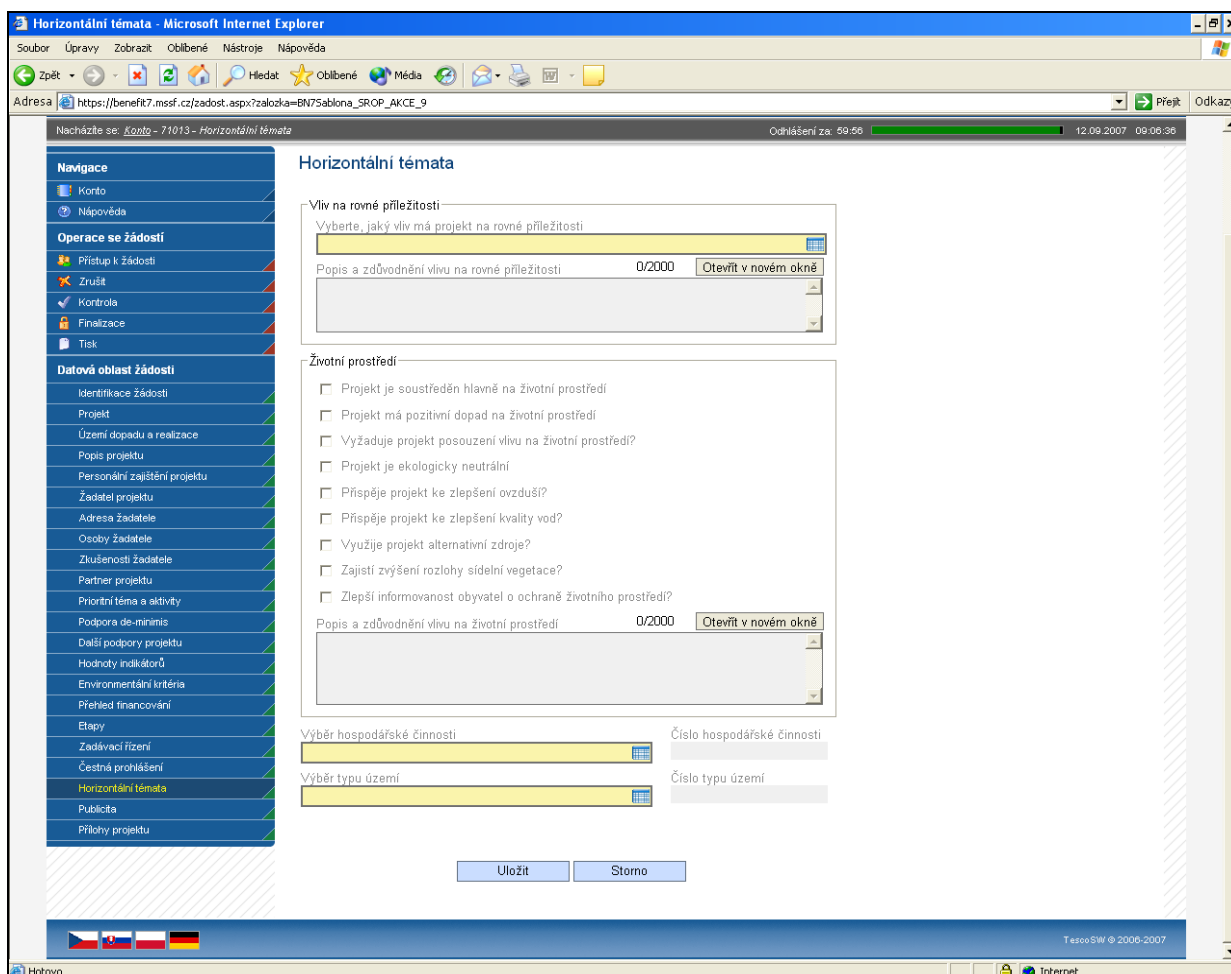 Horizontální témata - Microsoft Internet Explorer
Soubor Úpravy Zobrazit Oblíbené Nástroje Nápověda
Zpět Hledat Oblíbené Média
Adresa https://benefit7.mssf.cz/zadost.aspx?zalozka=BN7Sablona_SROP_AKCE_9 Přejít Odkazy
Nacházíte se: Konto - 71013 - Horizontální témata Odhlášení za: 59:56 12.09.2007 09:06:36
Navigace
Konto
Nápověda
Operace se žádostí
Přístup k žádosti
Zrušit
Kontrola
Finalizace
Tisk
Datová oblast žádosti
Identifikace žádosti
Projekt
Území dopadu a realizace
Popis projektu
Personální zajištění projektu
Žadatel projektu
Adresa žadatele
Osoby žadatele
Zkušenosti žadatele
Partner projektu
Prioritní téma a aktivity
Podpora de-minimis
Další podpory projektu
Hodnoty indikátorů
Environmentální kritéria
Přehled financování
Etapy
Zadávací řízení
Čestná prohlášení
Horizontální témata
Publicita
Přílohy projektu
Horizontální témata
Vliv na rovné příležitosti
Vyberte, jaký vliv má projekt na rovné příležitosti
Popis a zdůvodnění vlivu na rovné příležitosti 0/2000 Otevřít v novém okně
Životní prostředí
Projekt je soustředěn hlavně na životní prostředí
Projekt má pozitivní dopad na životní prostředí
Vyžaduje projekt posouzení vlivu na životní prostředí?
Projekt je ekologicky neutrální
Přispěje projekt ke zlepšení ovzduší?
Přispěje projekt ke zlepšení kvality vod?
Využije projekt alternativní zdroje?
Zajistí zvýšení rozlohy sídelní vegetace?
Zlepší informovanost obyvatel o ochraně životního prostředí?
Popis a zdůvodnění vlivu na životní prostředí 0/2000 Otevřít v novém okně
Výběr hospodářské činnosti Číslo hospodářské činnosti
Výběr typu území Číslo typu území
Uložit Storno
TescoSW © 2006-2007
Hotovo Internet